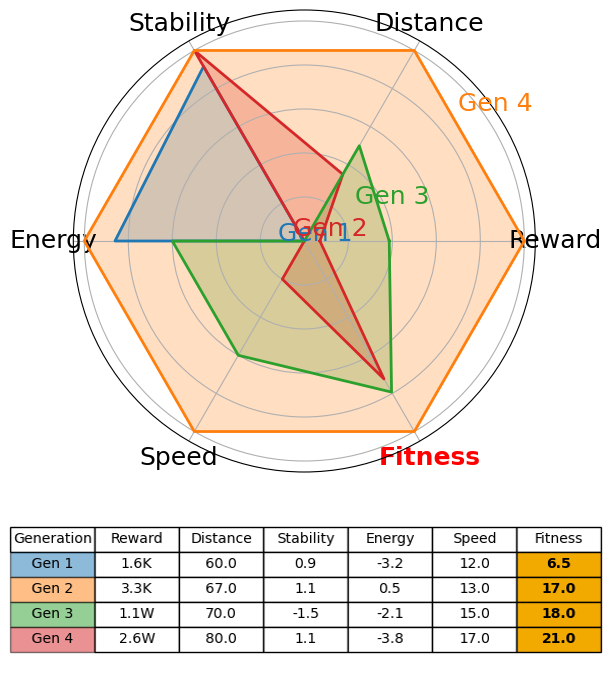 Stability Distance
Gen 4
Gen 3
Energy Gen 1 Gen 2 Reward
Speed Fitness
Generation Reward Distance Stability Energy Speed Fitness
Gen 1 1.6K 60.0 0.9 -3.2 12.0 6.5
Gen 2 3.3K 67.0 1.1 0.5 13.0 17.0
Gen 3 1.1W 70.0 -1.5 -2.1 15.0 18.0
Gen 4 2.6W 80.0 1.1 -3.8 17.0 21.0